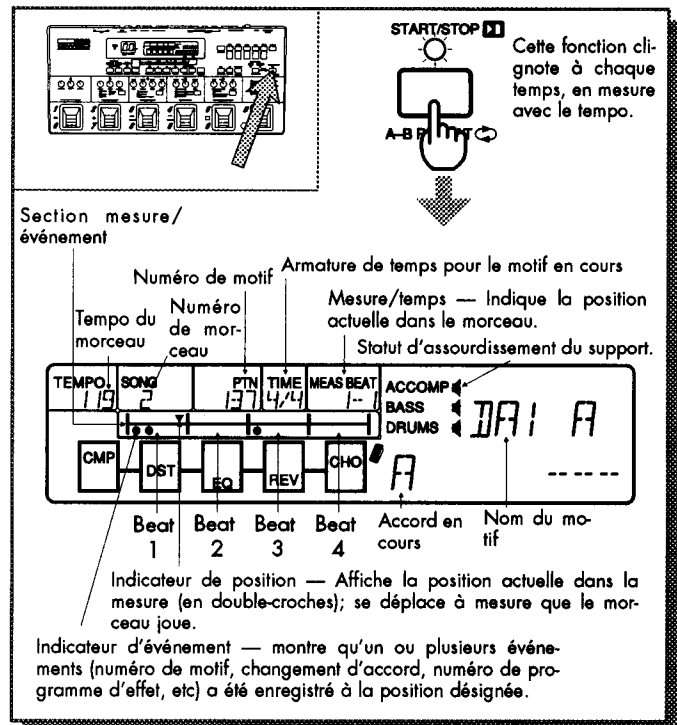 START/STOP
Cette fonction cli-
gnote à chaque
temps, en mesure
avec le tempo.
Section mesure/
événement
Numéro de motif
Armature de temps pour le motif en cours
Tempo du
morceau
Numéro
de mor-
ceau
Mesure/temps — Indique la position
actuelle dans le morceau.
Statut d'assourdissement du support.
TEMPO SONG PTN TIME MEAS BEAT
119 2 137 4/4 1-- 1
ACCOMP
BASS
DRUMS
DAI A
CMP DST EQ REV CHO
A -----
Beat
1
Beat
2
Beat
3
Beat
4
Accord en
cours
Nom du mo-
tif
Indicateur de position — Affiche la position actuelle dans la
mesure (en double-croches); se déplace à mesure que le mor-
ceau joue.
Indicateur d'événement — montre qu'un ou plusieurs événe-
ments (numéro de motif, changement d'accord, numéro de pro-
gramme d'effet, etc) a été enregistré à la position désignée.